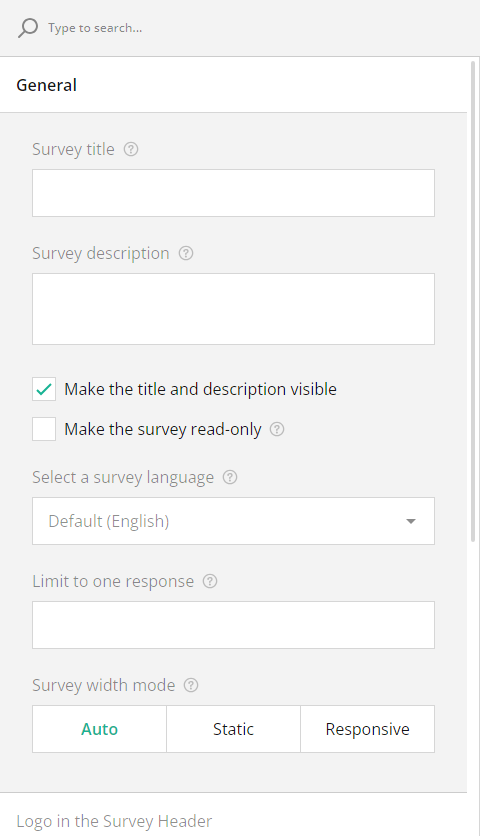 Type to search...
General
Survey title ?
Survey description ?
Make the title and description visible
Make the survey read-only ?
Select a survey language ?
Default (English)
Limit to one response ?
Survey width mode ?
Auto Static Responsive
Logo in the Survey Header